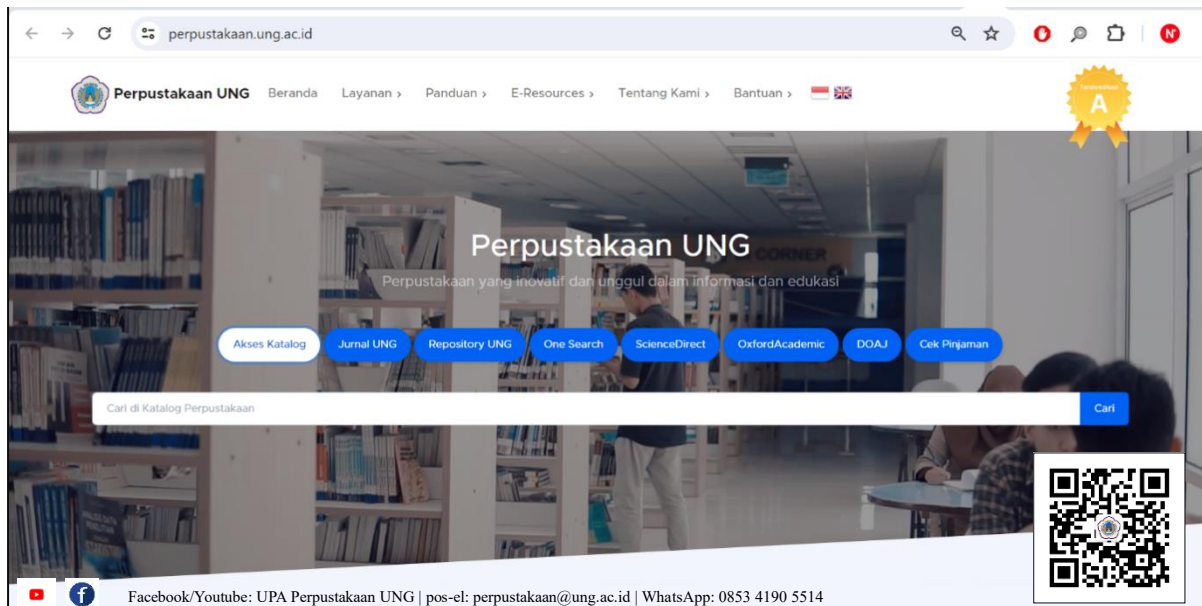 perpustakaan.ung.ac.id
Perpustakaan UNG Beranda Layanan › Panduan › E-Resources › Tentang Kami › Bantuan ›
A
CORNER
Perpustakaan UNG
Perpustakaan yang inovatif dan unggul dalam informasi dan edukasi
Akses Katalog Jurnal UNG Repository UNG One Search ScienceDirect OxfordAcademic DOAJ Cek Pinjaman
Cari di Katalog Perpustakaan Cari
Facebook/Youtube: UPA Perpustakaan UNG | pos-el: perpustakaan@ung.ac.id | WhatsApp: 0853 4190 5514